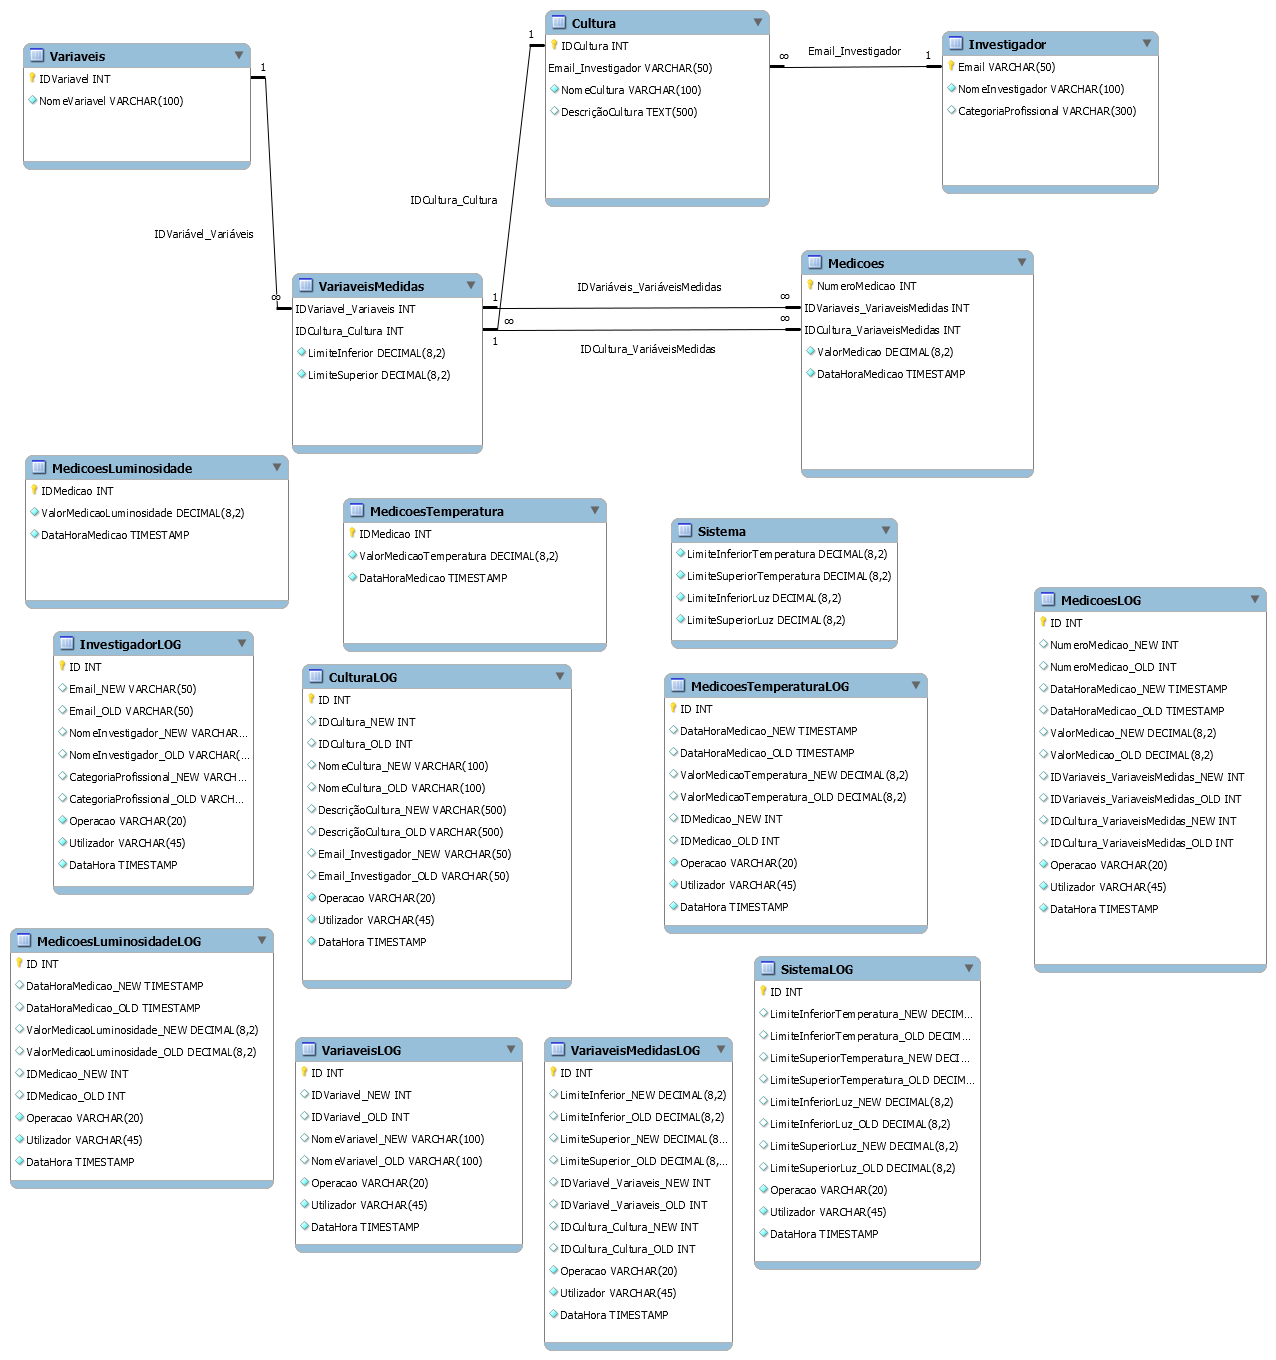 Variaveis
IDVariavel INT
NomeVariavel VARCHAR(100)
1
IDVariável_Variáveis
∞
Cultura
IDCultura INT
Email_Investigador VARCHAR(50)
NomeCultura VARCHAR(100)
DescriçãoCultura TEXT(500)
1
IDCultura_Cultura
∞
∞
Email_Investigador
1
Investigador
Email VARCHAR(50)
NomeInvestigador VARCHAR(100)
CategoriaProfissional VARCHAR(300)
VariaveisMedidas
IDVariavel_Variaveis INT
IDCultura_Cultura INT
LimiteInferior DECIMAL(8,2)
LimiteSuperior DECIMAL(8,2)
1
IDVariáveis_VariáveisMedidas
∞
1
IDCultura_VariáveisMedidas
∞
Medicoes
NumeroMedicao INT
IDVariaveis_VariaveisMedidas INT
IDCultura_VariaveisMedidas INT
ValorMedicao DECIMAL(8,2)
DataHoraMedicao TIMESTAMP
MedicoesLuminosidade
IDMedicao INT
ValorMedicaoLuminosidade DECIMAL(8,2)
DataHoraMedicao TIMESTAMP
MedicoesTemperatura
IDMedicao INT
ValorMedicaoTemperatura DECIMAL(8,2)
DataHoraMedicao TIMESTAMP
Sistema
LimiteInferiorTemperatura DECIMAL(8,2)
LimiteSuperiorTemperatura DECIMAL(8,2)
LimiteInferiorLuz DECIMAL(8,2)
LimiteSuperiorLuz DECIMAL(8,2)
MedicoesLOG
ID INT
NumeroMedicao_NEW INT
NumeroMedicao_OLD INT
DataHoraMedicao_NEW TIMESTAMP
DataHoraMedicao_OLD TIMESTAMP
ValorMedicao_NEW DECIMAL(8,2)
ValorMedicao_OLD DECIMAL(8,2)
IDVariaveis_VariaveisMedidas_NEW INT
IDVariaveis_VariaveisMedidas_OLD INT
IDCultura_VariaveisMedidas_NEW INT
IDCultura_VariaveisMedidas_OLD INT
Operacao VARCHAR(20)
Utilizador VARCHAR(45)
DataHora TIMESTAMP
InvestigadorLOG
ID INT
Email_NEW VARCHAR(50)
Email_OLD VARCHAR(50)
NomeInvestigador_NEW VARCHAR...
NomeInvestigador_OLD VARCHAR(...
CategoriaProfissional_NEW VARCH...
CategoriaProfissional_OLD VARCH...
Operacao VARCHAR(20)
Utilizador VARCHAR(45)
DataHora TIMESTAMP
CulturaLOG
ID INT
IDCultura_NEW INT
IDCultura_OLD INT
NomeCultura_NEW VARCHAR(100)
NomeCultura_OLD VARCHAR(100)
DescriçãoCultura_NEW VARCHAR(500)
DescriçãoCultura_OLD VARCHAR(500)
Email_Investigador_NEW VARCHAR(50)
Email_Investigador_OLD VARCHAR(50)
Operacao VARCHAR(20)
Utilizador VARCHAR(45)
DataHora TIMESTAMP
MedicoesTemperaturaLOG
ID INT
DataHoraMedicao_NEW TIMESTAMP
DataHoraMedicao_OLD TIMESTAMP
ValorMedicaoTemperatura_NEW DECIMAL(8,2)
ValorMedicaoTemperatura_OLD DECIMAL(8,2)
IDMedicao_NEW INT
IDMedicao_OLD INT
Operacao VARCHAR(20)
Utilizador VARCHAR(45)
DataHora TIMESTAMP
MedicoesLuminosidadeLOG
ID INT
DataHoraMedicao_NEW TIMESTAMP
DataHoraMedicao_OLD TIMESTAMP
ValorMedicaoLuminosidade_NEW DECIMAL(8,2)
ValorMedicaoLuminosidade_OLD DECIMAL(8,2)
IDMedicao_NEW INT
IDMedicao_OLD INT
Operacao VARCHAR(20)
Utilizador VARCHAR(45)
DataHora TIMESTAMP
VariaveisLOG
ID INT
IDVariavel_NEW INT
IDVariavel_OLD INT
NomeVariavel_NEW VARCHAR(100)
NomeVariavel_OLD VARCHAR(100)
Operacao VARCHAR(20)
Utilizador VARCHAR(45)
DataHora TIMESTAMP
VariaveisMedidasLOG
ID INT
LimiteInferior_NEW DECIMAL(8,2)
LimiteInferior_OLD DECIMAL(8,2)
LimiteSuperior_NEW DECIMAL(8...
LimiteSuperior_OLD DECIMAL(8,...
IDVariavel_Variaveis_NEW INT
IDVariavel_Variaveis_OLD INT
IDCultura_Cultura_NEW INT
IDCultura_Cultura_OLD INT
Operacao VARCHAR(20)
Utilizador VARCHAR(45)
DataHora TIMESTAMP
SistemaLOG
ID INT
LimiteInferiorTemperatura_NEW DECIM...
LimiteInferiorTemperatura_OLD DECIM...
LimiteSuperiorTemperatura_NEW DECI...
LimiteSuperiorTemperatura_OLD DECIM...
LimiteInferiorLuz_NEW DECIMAL(8,2)
LimiteInferiorLuz_OLD DECIMAL(8,2)
LimiteSuperiorLuz_NEW DECIMAL(8,2)
LimiteSuperiorLuz_OLD DECIMAL(8,2)
Operacao VARCHAR(20)
Utilizador VARCHAR(45)
DataHora TIMESTAMP